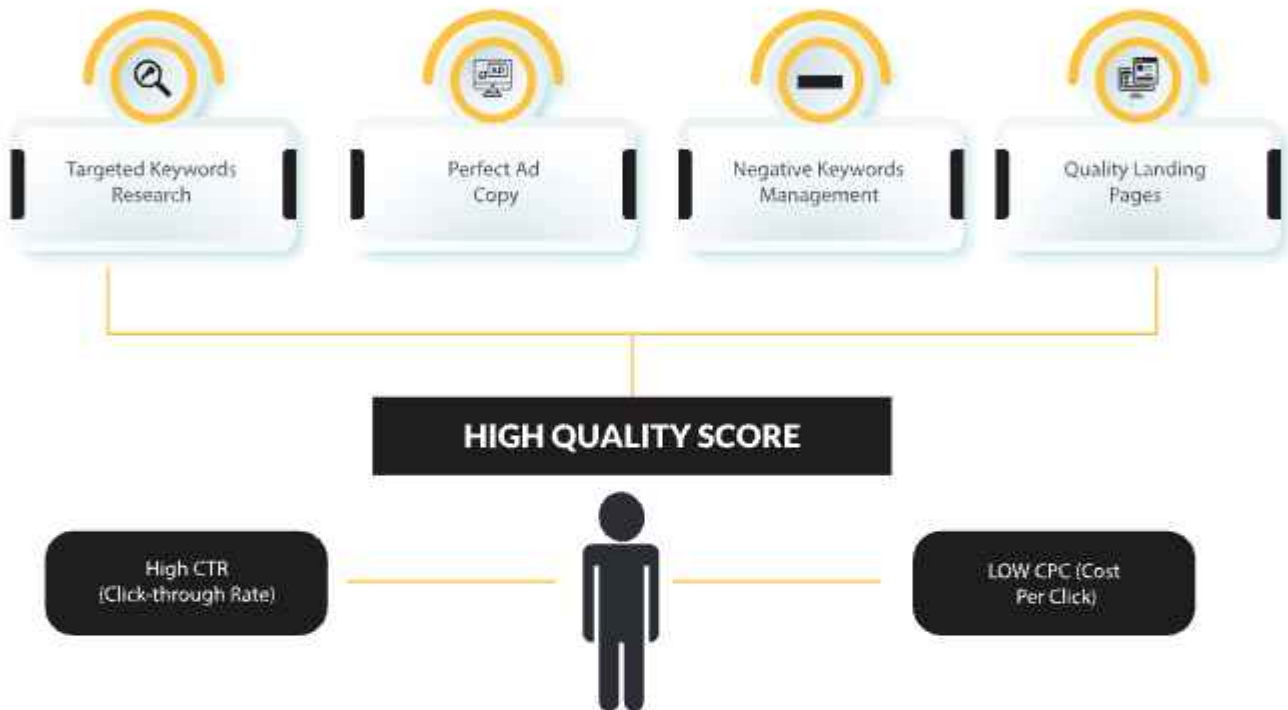 Targeted Keywords
Research
Perfect Ad
Copy
Negative Keywords
Management
Quality Landing
Pages
HIGH QUALITY SCORE
High CTR
(Click-through Rate)
LOW CPC (Cost
Per Click)